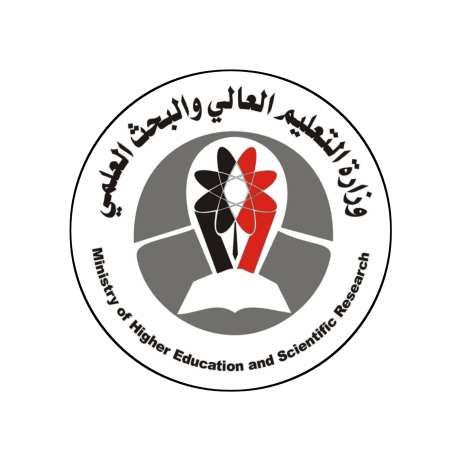 وزارة التعليم العالي والبحث العلمي
Ministry of Higher Education and Scientific Research